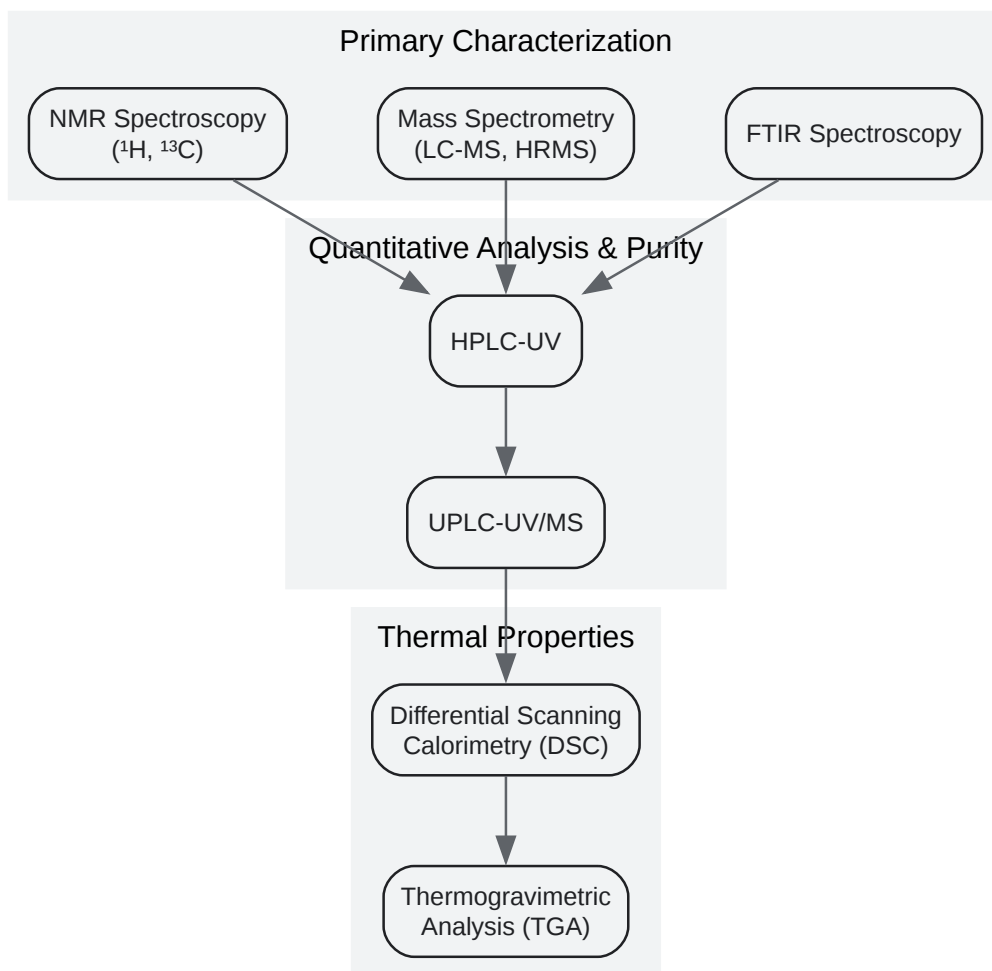 Primary Characterization
NMR Spectroscopy
(¹H, ¹³C)
Mass Spectrometry
(LC-MS, HRMS)
FTIR Spectroscopy
Quantitative Analysis & Purity
HPLC-UV
UPLC-UV/MS
Thermal Properties
Differential Scanning
Calorimetry (DSC)
Thermogravimetric
Analysis (TGA)